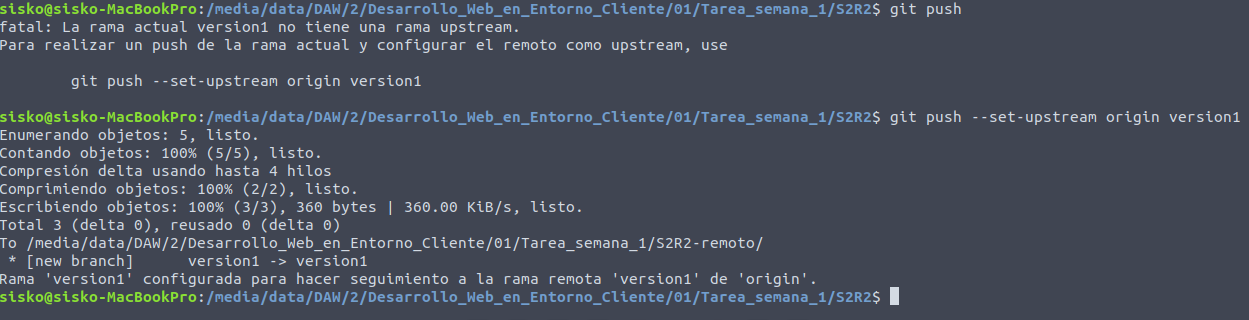 sisko@sisko-MacBookPro:/media/data/DAW/2/Desarrollo_Web_en_Entorno_Cliente/01/Tarea_semana_1/S2R2$ git push
fatal: La rama actual version1 no tiene una rama upstream.
Para realizar un push de la rama actual y configurar el remoto como upstream, use
git push --set-upstream origin version1
sisko@sisko-MacBookPro:/media/data/DAW/2/Desarrollo_Web_en_Entorno_Cliente/01/Tarea_semana_1/S2R2$ git push --set-upstream origin version1
Enumerando objetos: 5, listo.
Contando objetos: 100% (5/5), listo.
Compresión delta usando hasta 4 hilos
Comprimiendo objetos: 100% (2/2), listo.
Escribiendo objetos: 100% (3/3), 360 bytes | 360.00 KiB/s, listo.
Total 3 (delta 0), reusado 0 (delta 0)
To /media/data/DAW/2/Desarrollo_Web_en_Entorno_Cliente/01/Tarea_semana_1/S2R2-remoto/
* [new branch]      version1 -> version1
Rama 'version1' configurada para hacer seguimiento a la rama remota 'version1' de 'origin'.
sisko@sisko-MacBookPro:/media/data/DAW/2/Desarrollo_Web_en_Entorno_Cliente/01/Tarea_semana_1/S2R2$